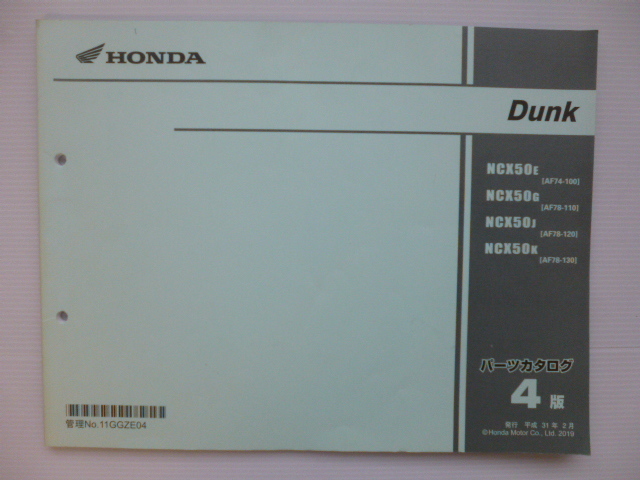 HONDA
Dunk
NCX50E
[AF74-100]
NCX50G
[AF78-110]
NCX50J
[AF78-120]
NCX50K
[AF78-130]
パーツカタログ
4版
発行 平成 31年 2月
©Honda Motor Co., Ltd. 2019
管理No.11GGZE04